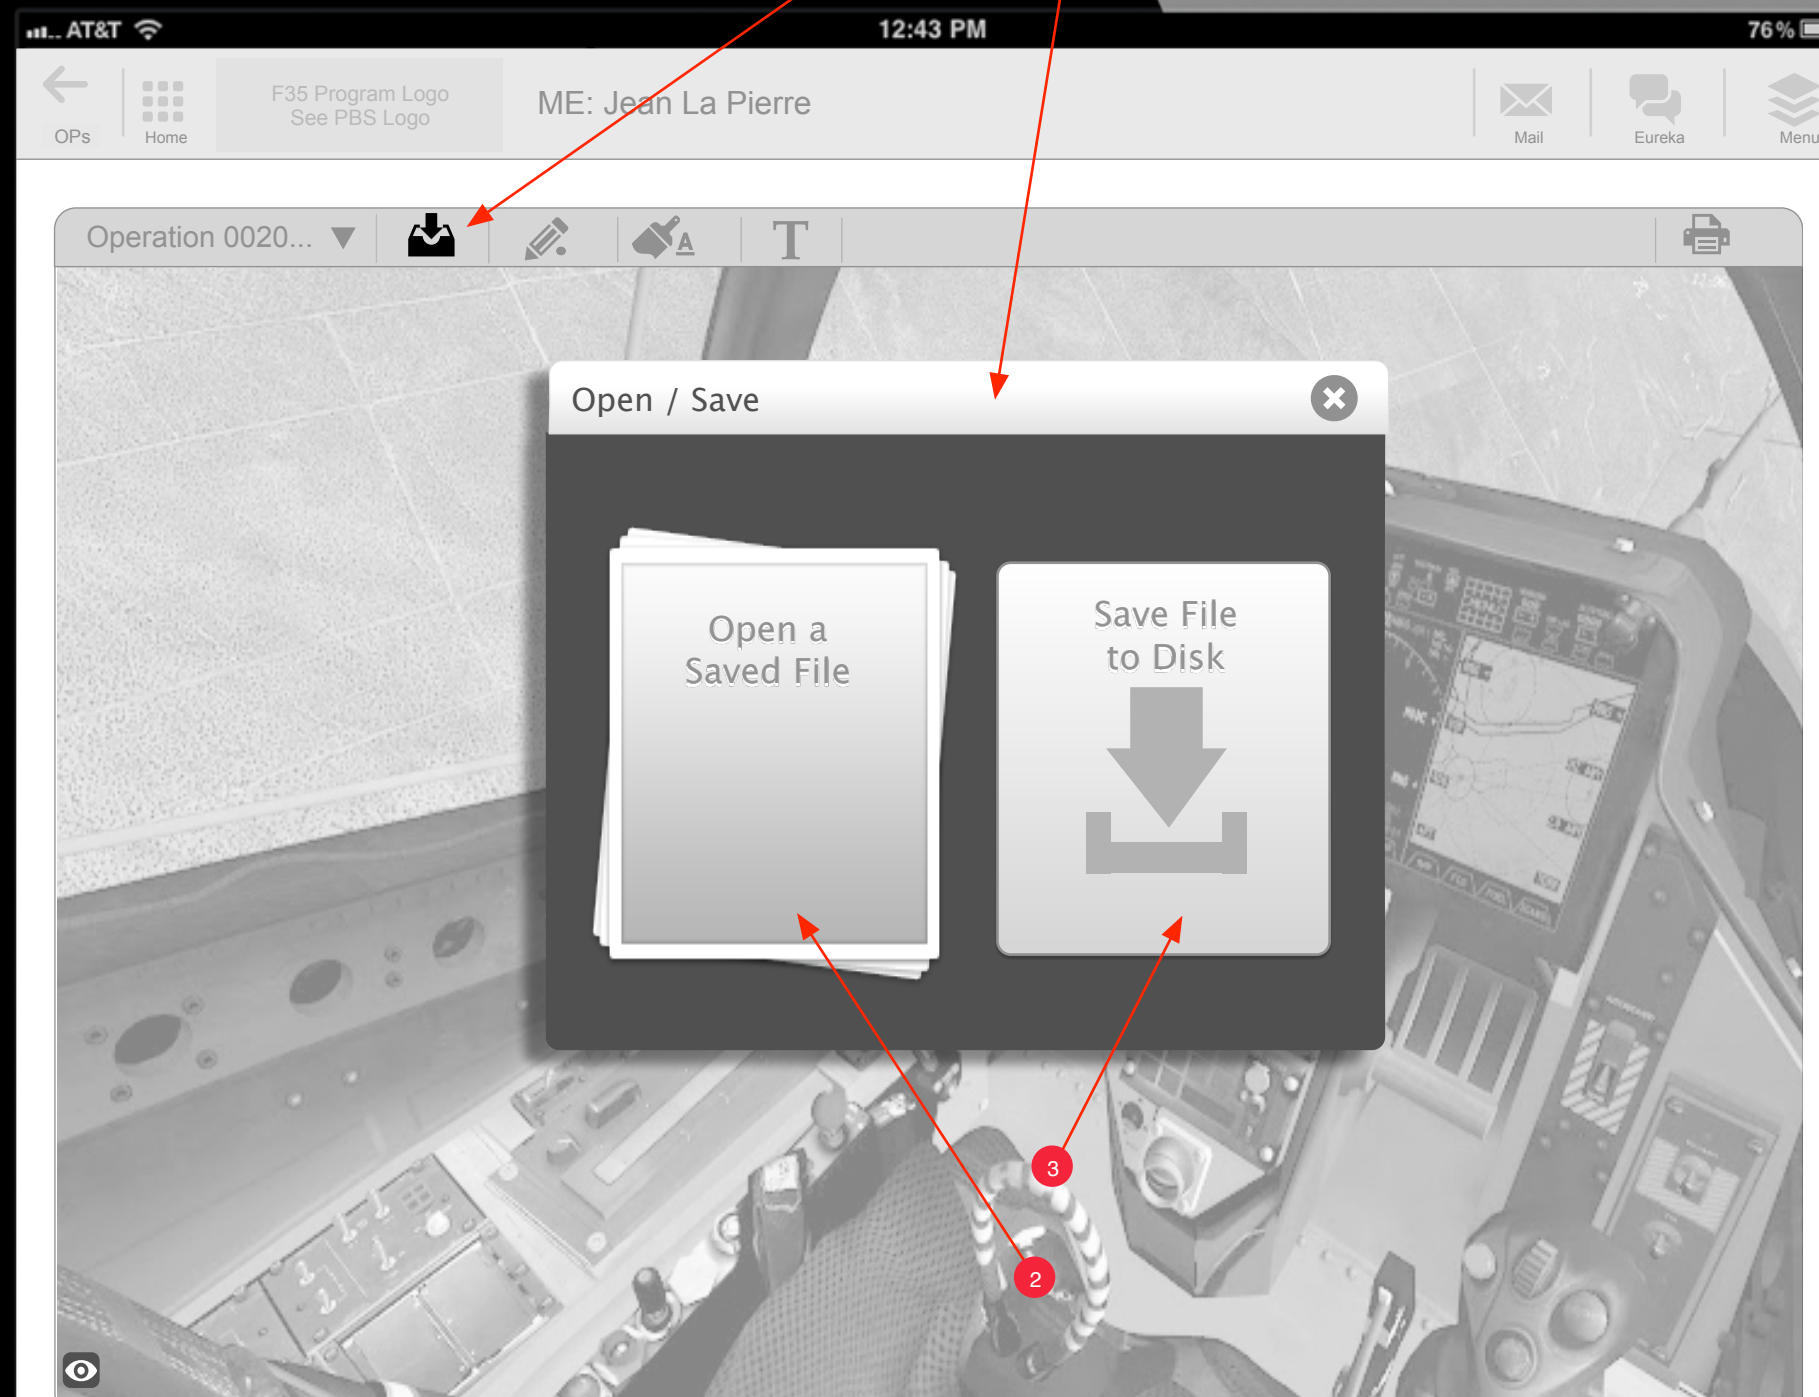 AT&T
12:43 PM
76%
OPs
Home
F35 Program Logo
See PBS Logo
ME: Jean La Pierre
Mail
Eureka
Menu
Operation 0020...
A
T
Open / Save
Open a
Saved File
Save File
to Disk
MENU
3
2